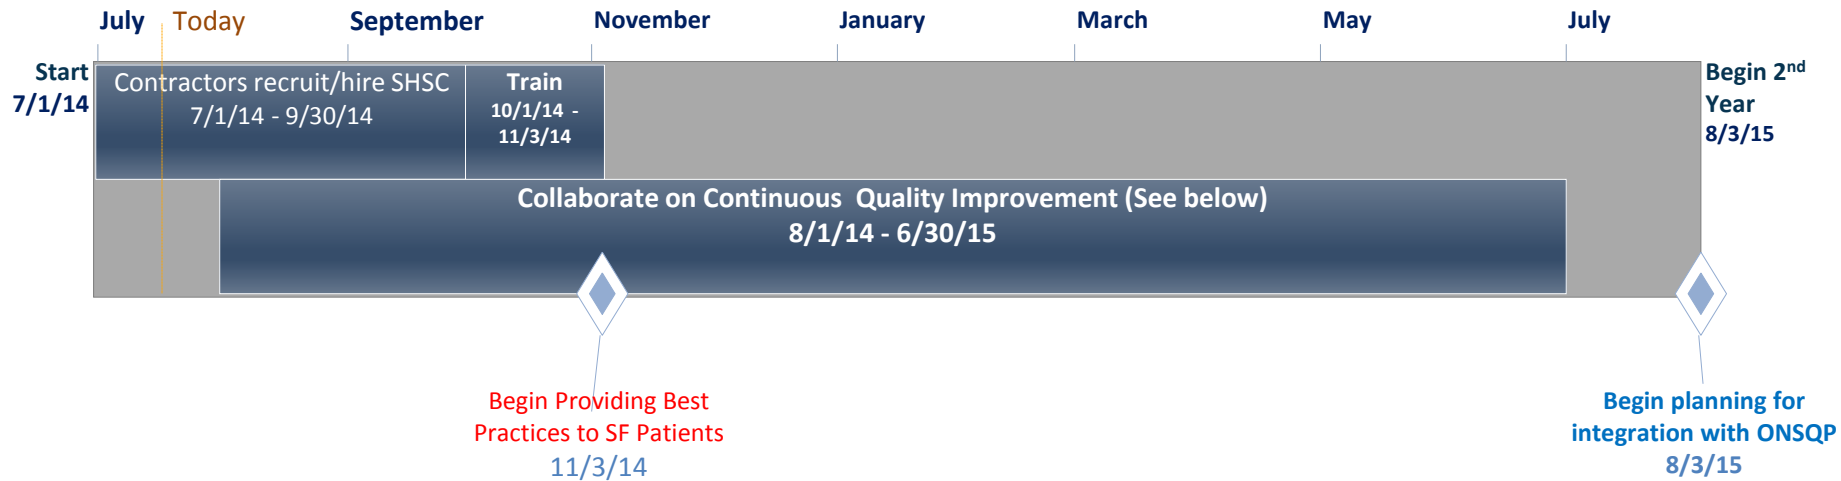 July
Today
September
November
January
March
May
July
Start
7/1/14
Contractors recruit/hire SHSC
7/1/14 - 9/30/14
Train
10/1/14 -
11/3/14
Begin 2nd
Year
8/3/15
Collaborate on Continuous Quality Improvement (See below)
8/1/14 - 6/30/15
Begin Providing Best
Practices to SF Patients
11/3/14
Begin planning for
integration with ONSQP
8/3/15